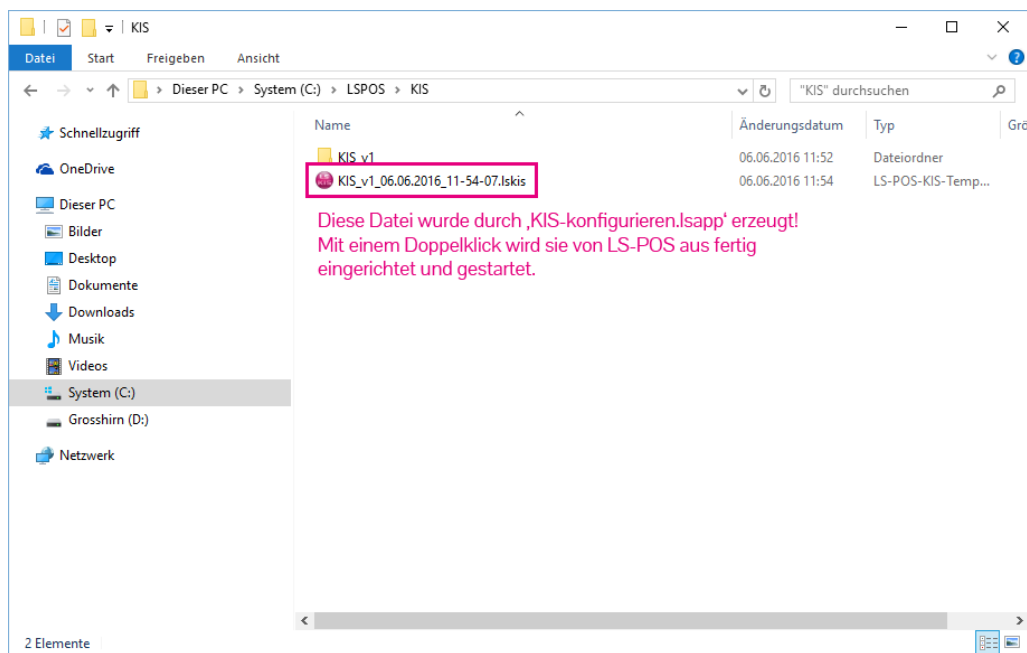 KIS
Datei Start Freigeben Ansicht
Dieser PC System (C:) LSPOS KIS
"KIS" durchsuchen
Schnellzugriff
OneDrive
Dieser PC
Bilder
Desktop
Dokumente
Downloads
Musik
Videos
System (C:)
Grosshirn (D:)
Netzwerk
Name Änderungsdatum Typ Grö
KIS_v1 06.06.2016 11:52 Dateiordner
KIS_v1_06.06.2016_11-54-07.lskis 06.06.2016 11:54 LS-POS-KIS-Temp...
Diese Datei wurde durch ‚KIS-konfigurieren.lsapp' erzeugt!
Mit einem Doppelklick wird sie von LS-POS aus fertig
eingerichtet und gestartet.
2 Elemente